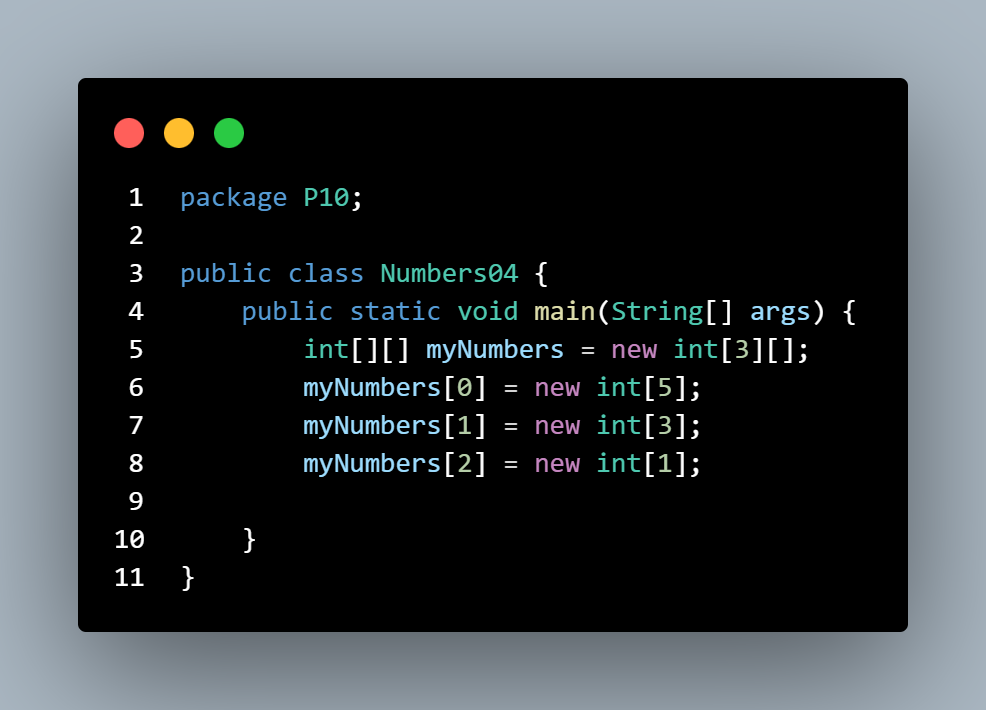 1 package P10;
2
3 public class Numbers04 {
4     public static void main(String[] args) {
5         int[][] myNumbers = new int[3][];
6         myNumbers[0] = new int[5];
7         myNumbers[1] = new int[3];
8         myNumbers[2] = new int[1];
9
10     }
11 }